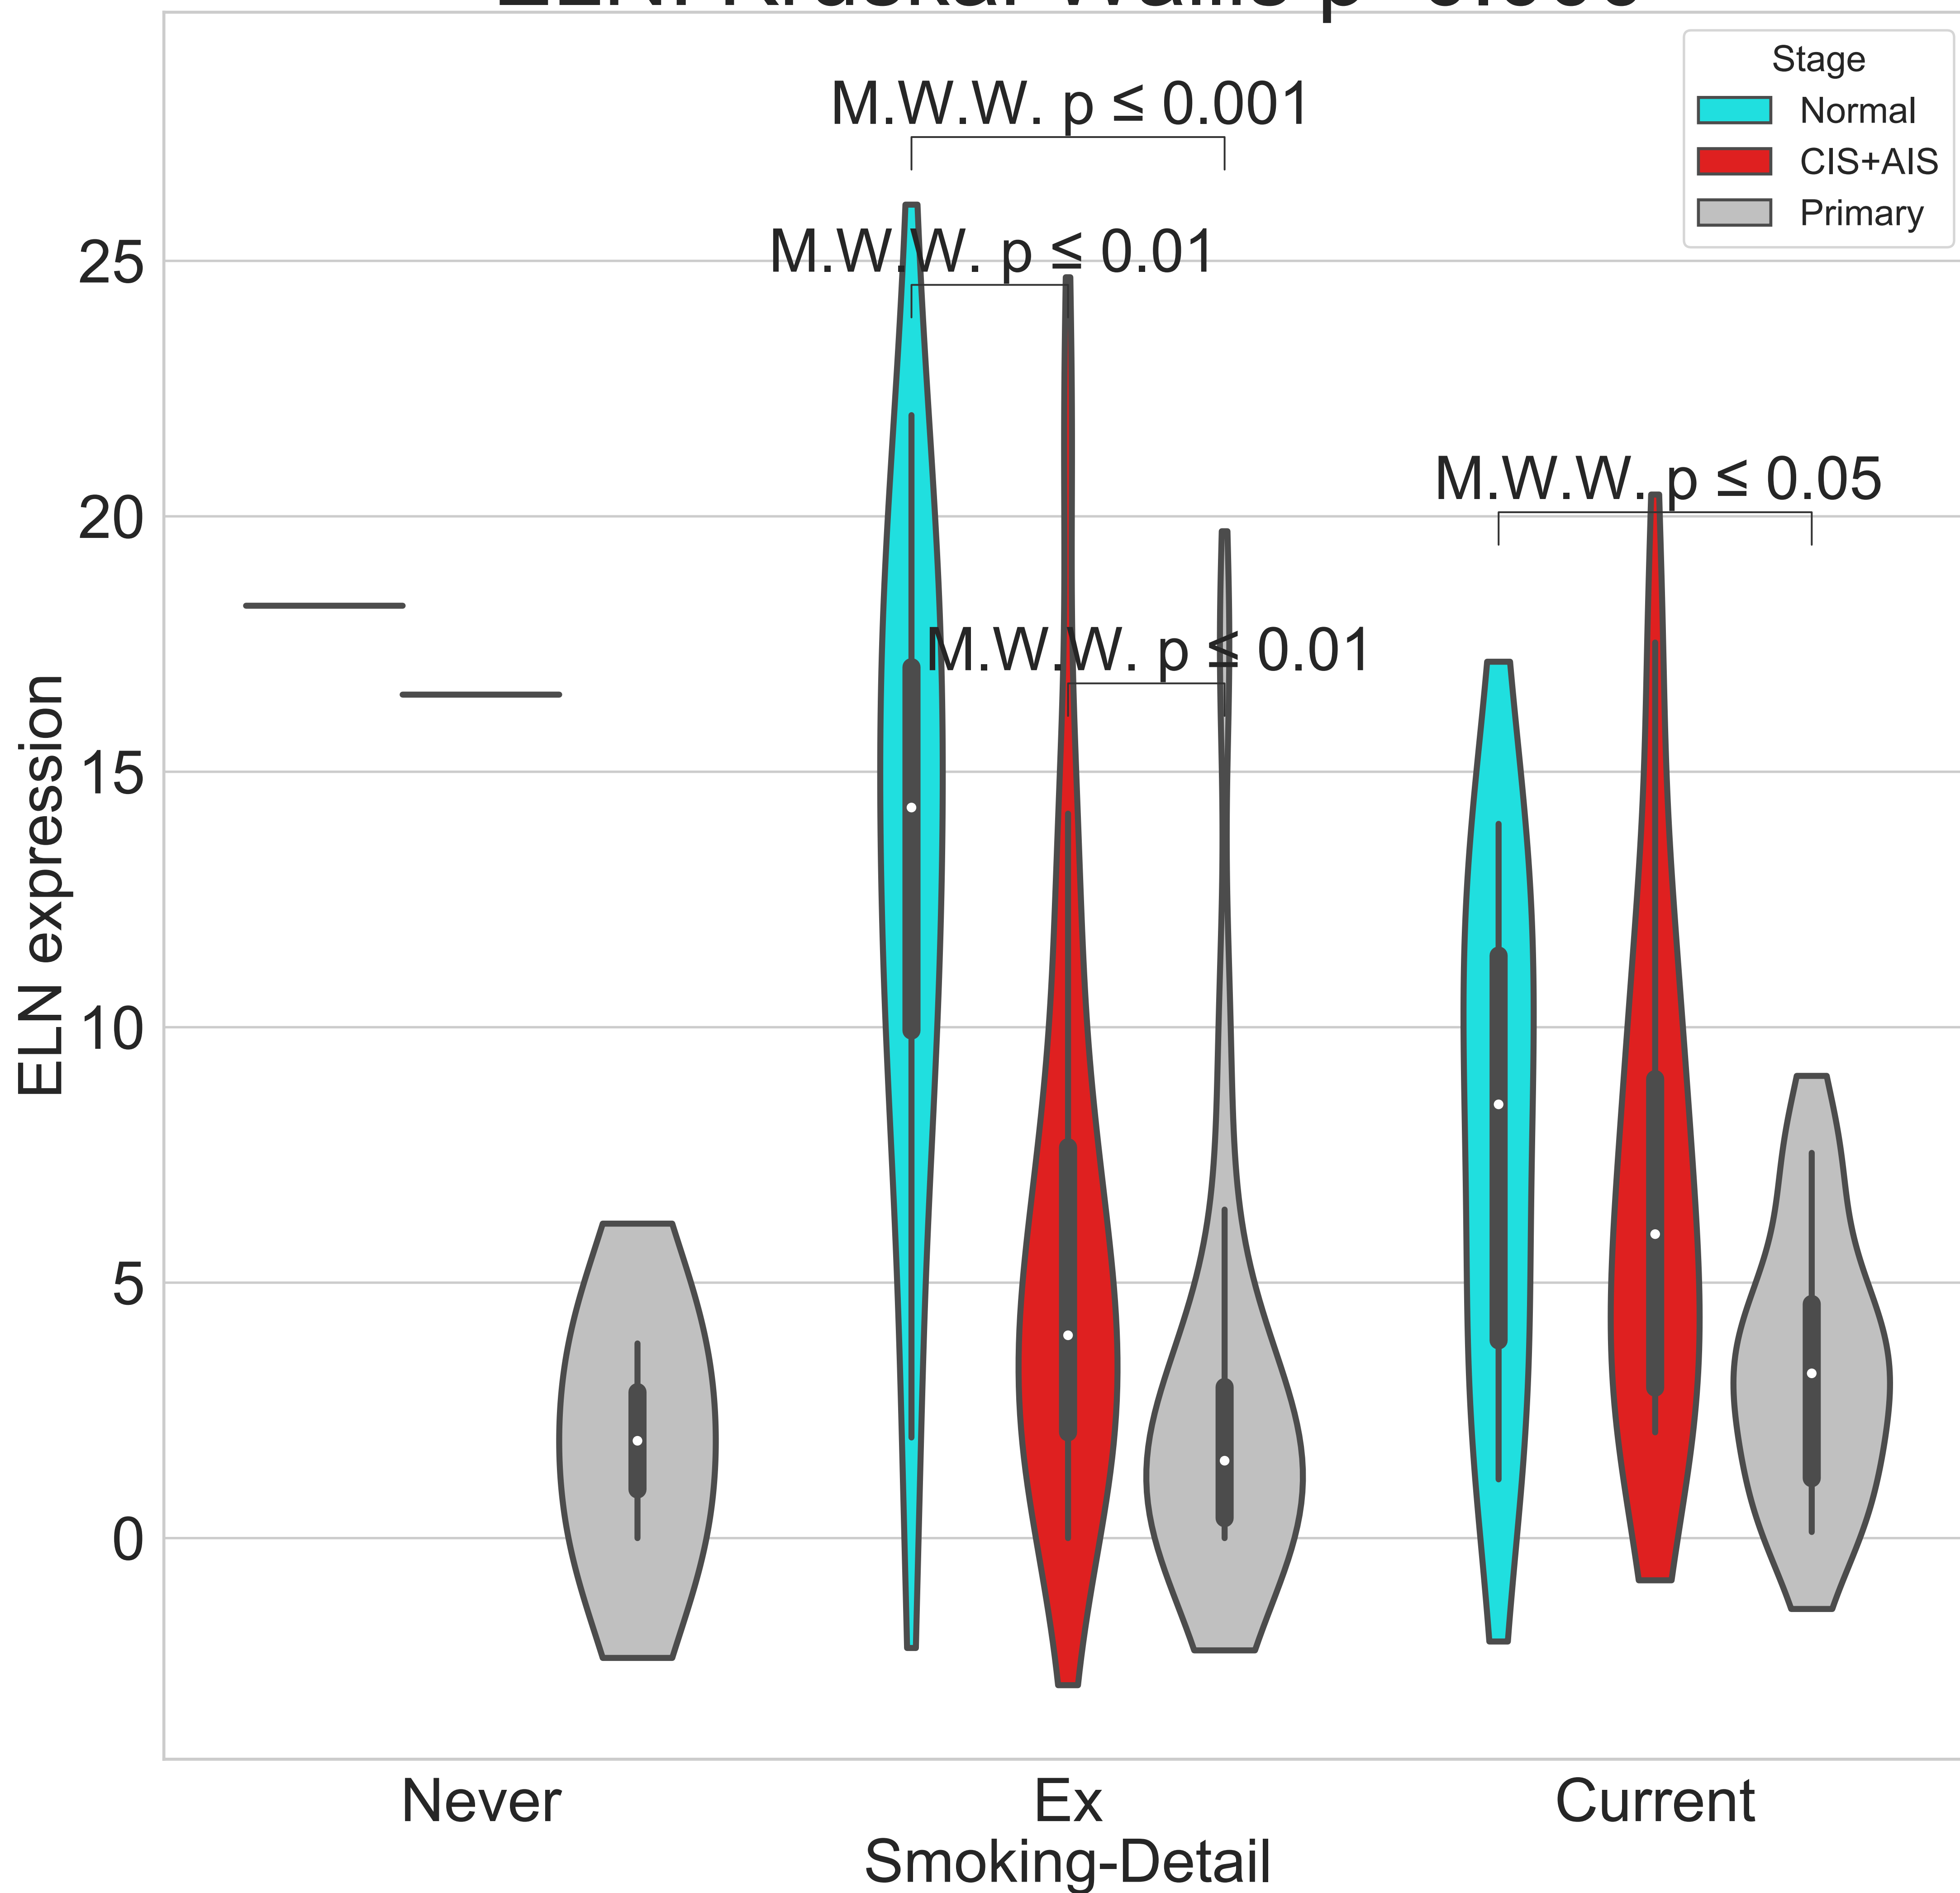 Stage
Normal
CIS+AIS
Primary
M.W.W. p ≤ 0.001
M.W.W. p ≤ 0.01
M.W.W. p ≤ 0.05
M.W.W. p ≤ 0.01
ELN expression
25
20
15
10
5
0
Never
Ex
Current
Smoking-Detail